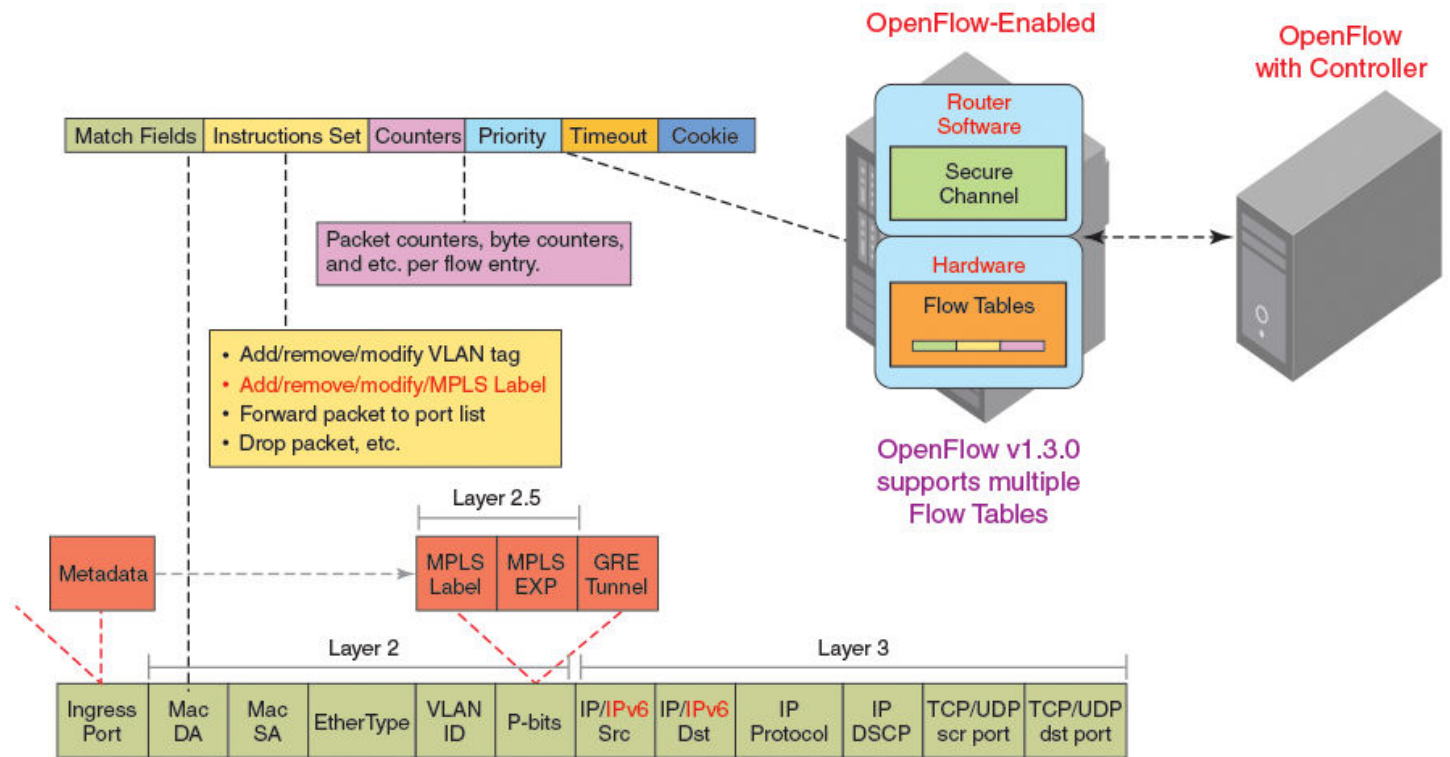 OpenFlow-Enabled
OpenFlow
with Controller
Match Fields Instructions Set Counters Priority Timeout Cookie
Router
Software
Secure
Channel
Packet counters, byte counters,
and etc. per flow entry.
Hardware
Flow Tables
• Add/remove/modify VLAN tag
• Add/remove/modify/MPLS Label
• Forward packet to port list
• Drop packet, etc.
OpenFlow v1.3.0
supports multiple
Flow Tables
Layer 2.5
Metadata
MPLS
Label
MPLS
EXP
GRE
Tunnel
Layer 2
Layer 3
Ingress
Port
Mac
DA
Mac
SA
EtherType
VLAN
ID
P-bits
IP/IPv6
Src
IP/IPv6
Dst
IP
Protocol
IP
DSCP
TCP/UDP
scr port
TCP/UDP
dst port